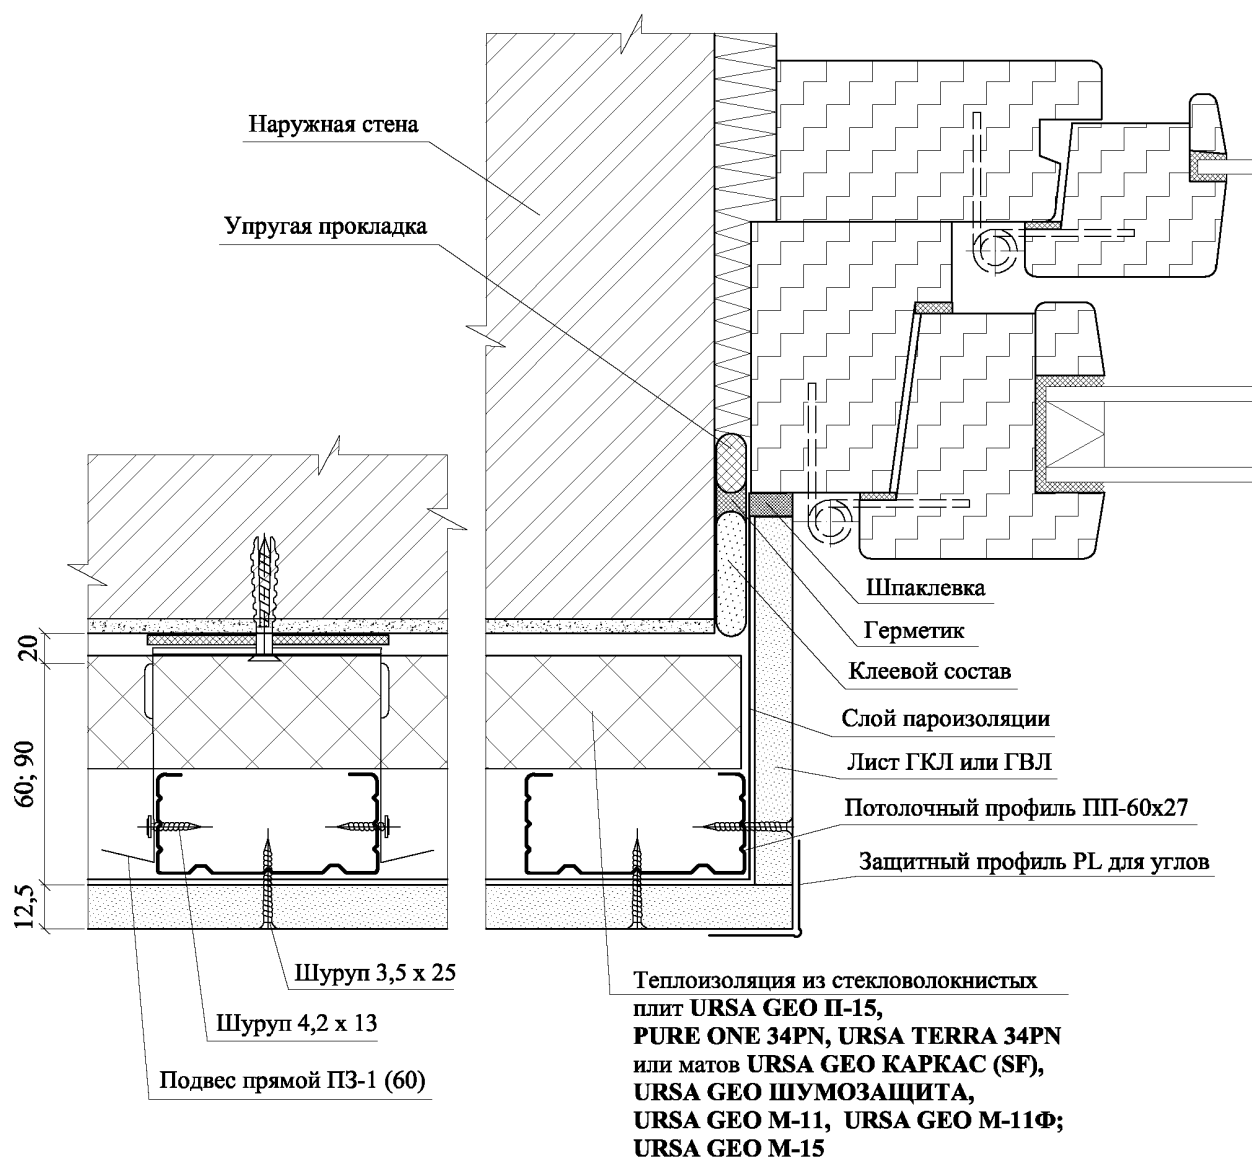 Наружная стена
Упругая прокладка
Шпаклевка
Герметик
Клеевой состав
Слой пароизоляции
Лист ГКЛ или ГВЛ
Потолочный профиль ПП-60х27
Защитный профиль PL для углов
20
60; 90
12,5
Шуруп 3,5 х 25
Шуруп 4,2 х 13
Подвес прямой ПЗ-1 (60)
Теплоизоляция из стекловолокнистых
плит URSA GEO П-15,
PURE ONE 34PN, URSA TERRA 34PN
или матов URSA GEO КАРКАС (SF),
URSA GEO ШУМОЗАЩИТА,
URSA GEO М-11, URSA GEO М-11Ф;
URSA GEO М-15